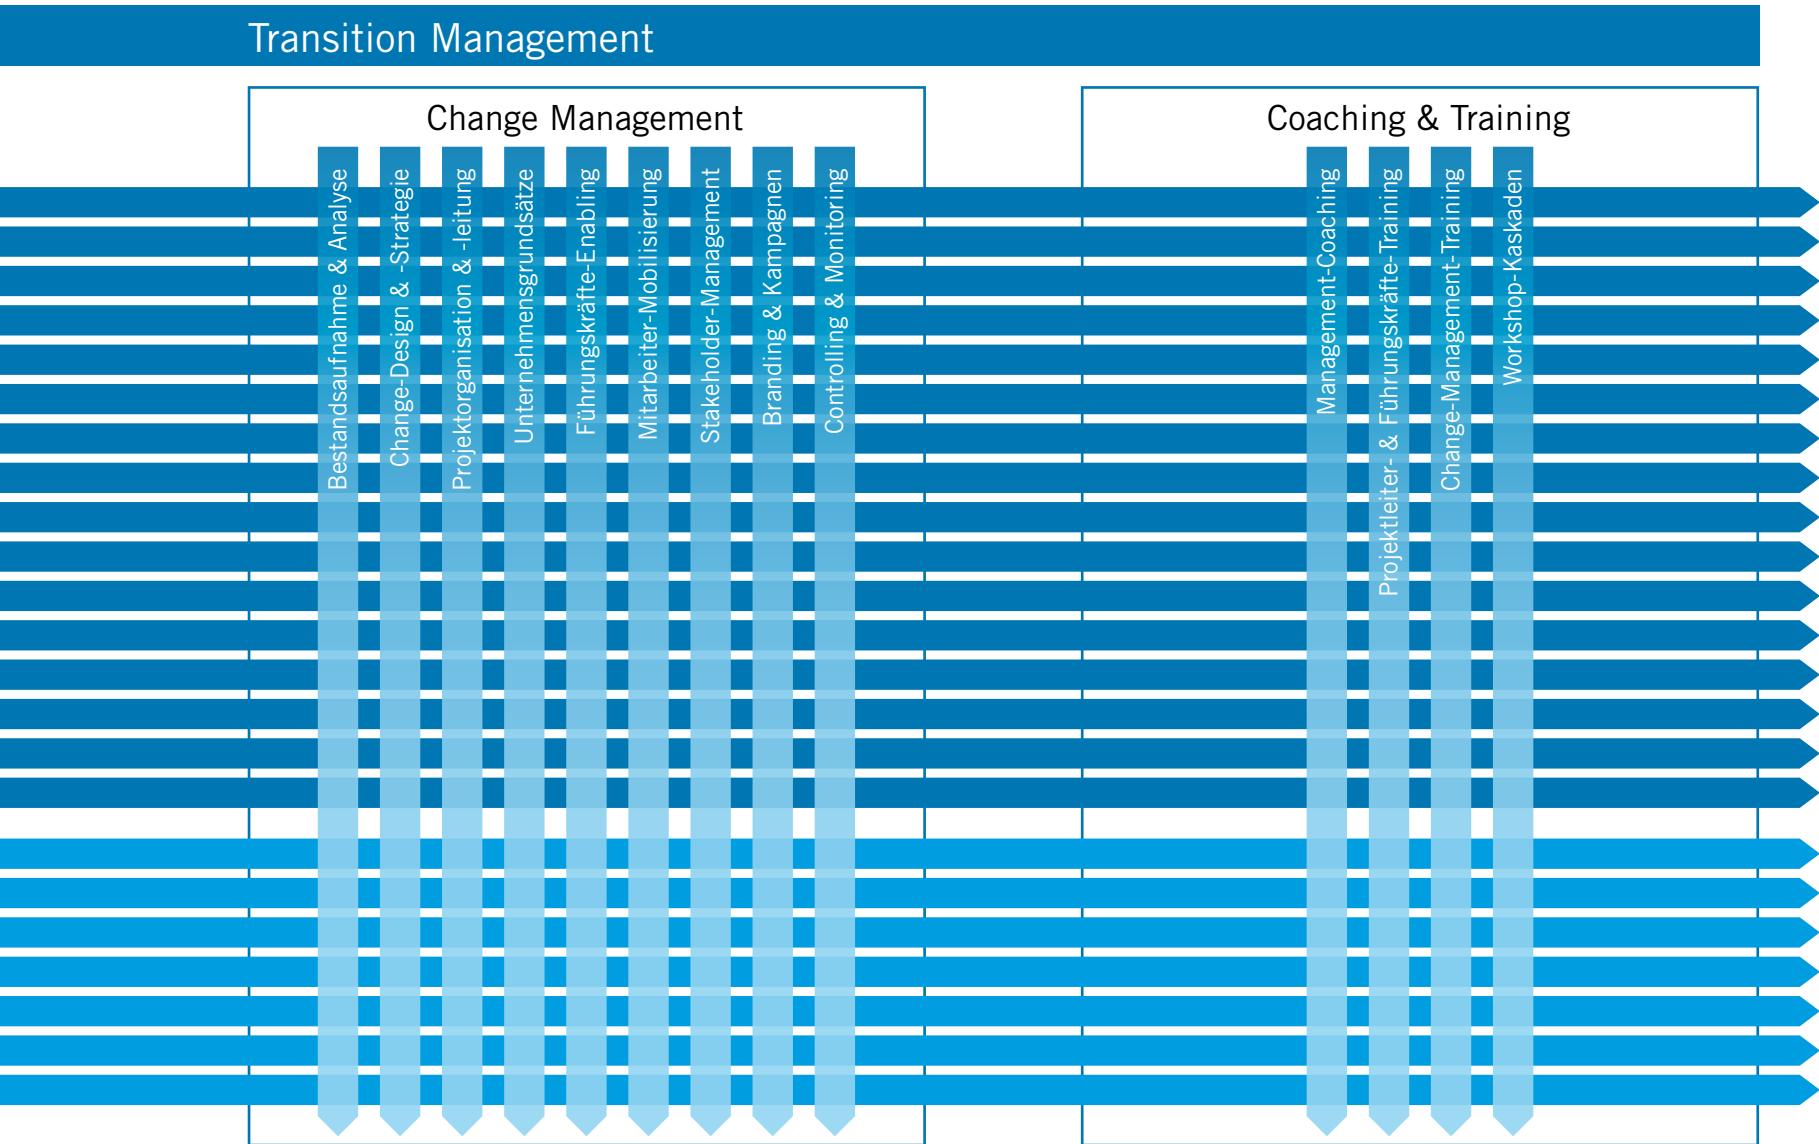 Transition Management
Change Management
Bestandsaufnahme & Analyse
Change-Design & -Strategie
Projektorganisation & -leitung
Unternehmensgrundsätze
Führungskräfte-Enabling
Mitarbeiter-Mobilisierung
Stakeholder-Management
Branding & Kampagnen
Controlling & Monitoring
Coaching & Training
Management-Coaching
Projektleiter- & Führungskräfte-Training
Change-Management-Training
Workshop-Kaskaden